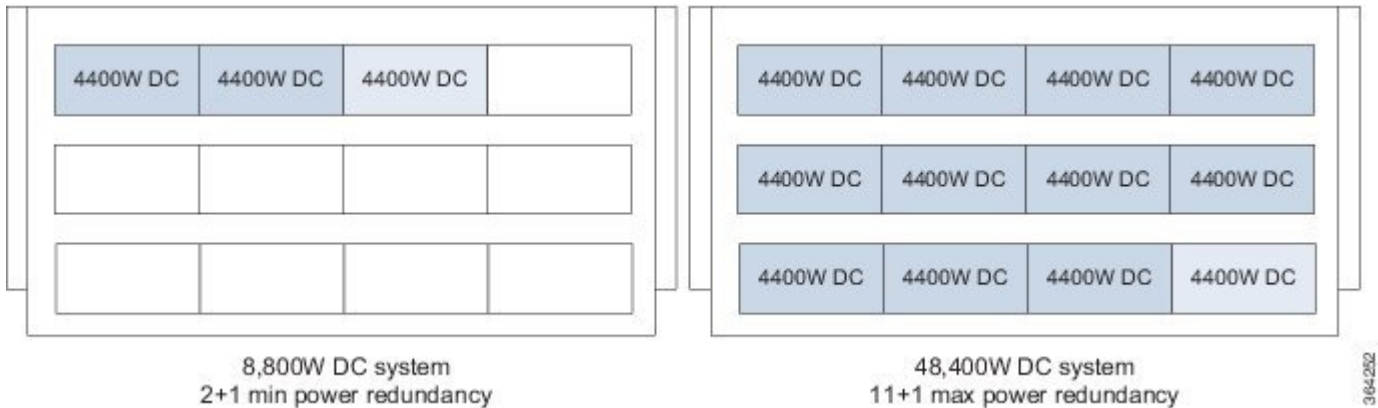 4400W DC 4400W DC 4400W DC
8,800W DC system
2+1 min power redundancy
4400W DC 4400W DC 4400W DC 4400W DC
4400W DC 4400W DC 4400W DC 4400W DC
4400W DC 4400W DC 4400W DC 4400W DC
48,400W DC system
11+1 max power redundancy
364252